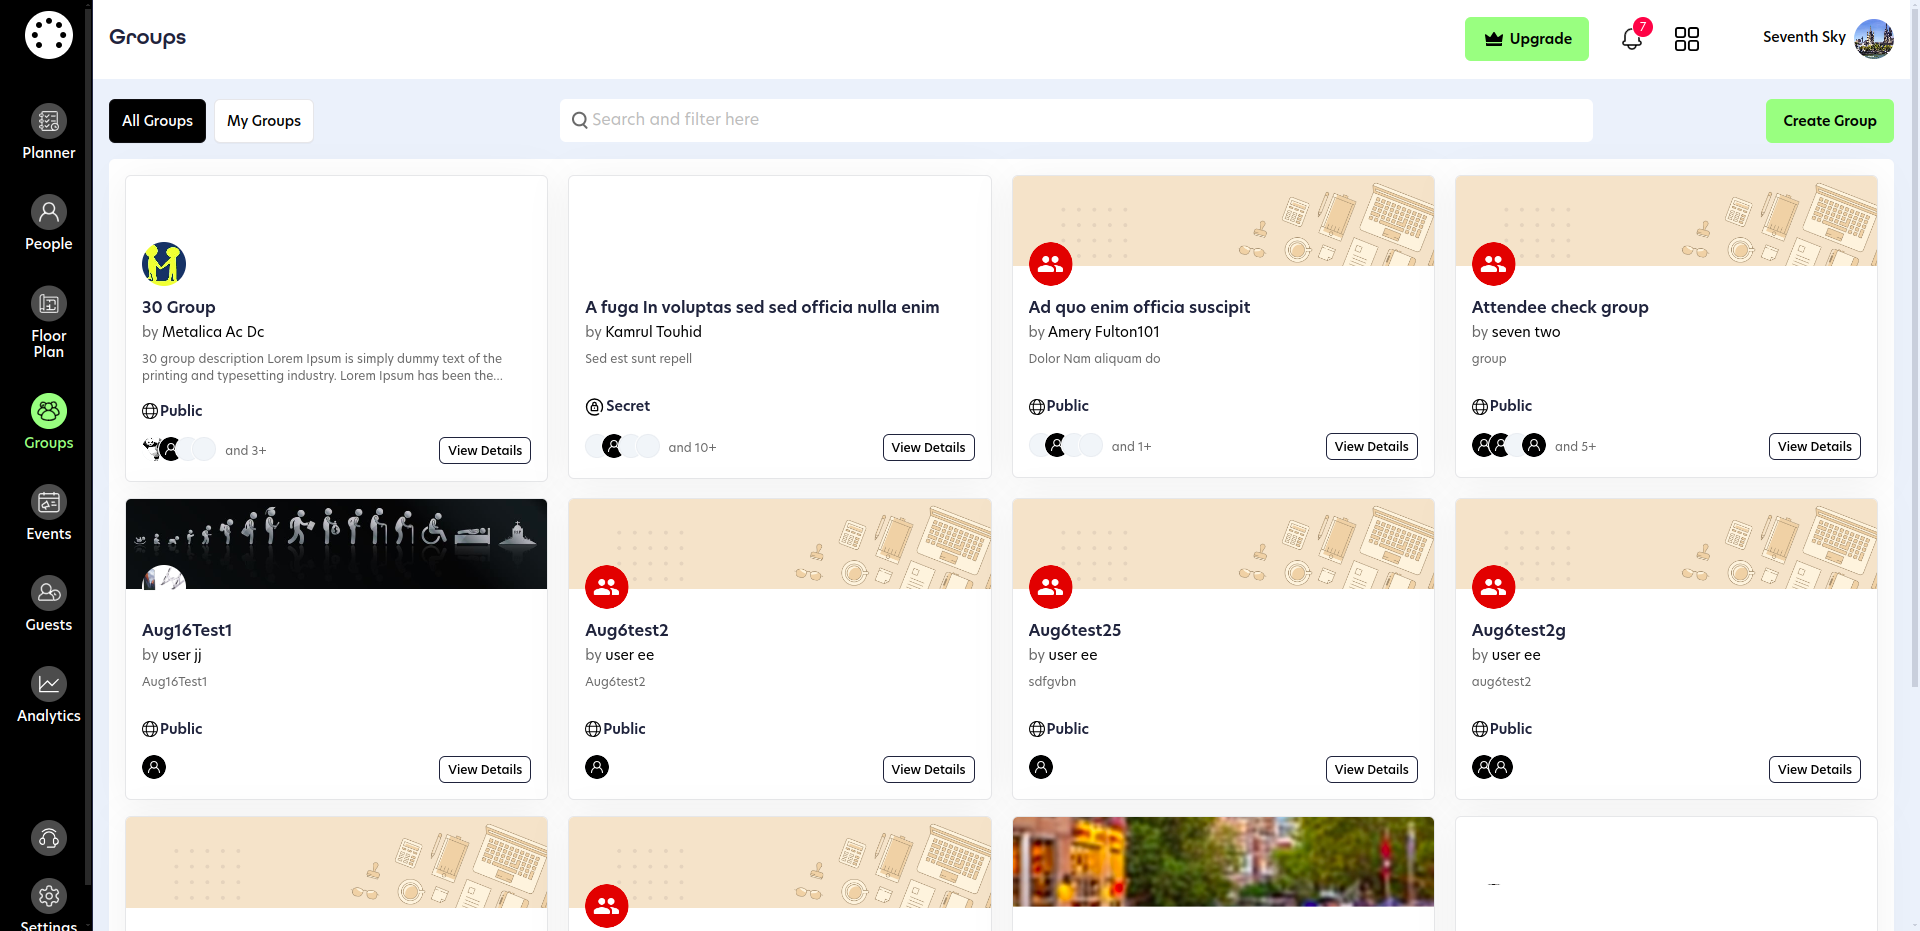 Groups
Upgrade
7
Seventh Sky
Planner
People
Floor
Plan
Groups
Events
Guests
Analytics
Settings
All Groups
My Groups
Search and filter here
Create Group
30 Group
by Metalica Ac Dc
30 group description Lorem Ipsum is simply dummy text of the
printing and typesetting industry. Lorem Ipsum has been the...
Public
and 3+
View Details
A fuga In voluptas sed sed officia nulla enim
by Kamrul Touhid
Sed est sunt repell
Secret
and 10+
View Details
Ad quo enim officia suscipit
by Amery Fulton101
Dolor Nam aliquam do
Public
and 1+
View Details
Attendee check group
by seven two
group
Public
and 5+
View Details
Aug16Test1
by user jj
Aug16Test1
Public
View Details
Aug6test2
by user ee
Aug6test2
Public
View Details
Aug6test25
by user ee
sdfgvbn
Public
View Details
Aug6test2g
by user ee
aug6test2
Public
View Details